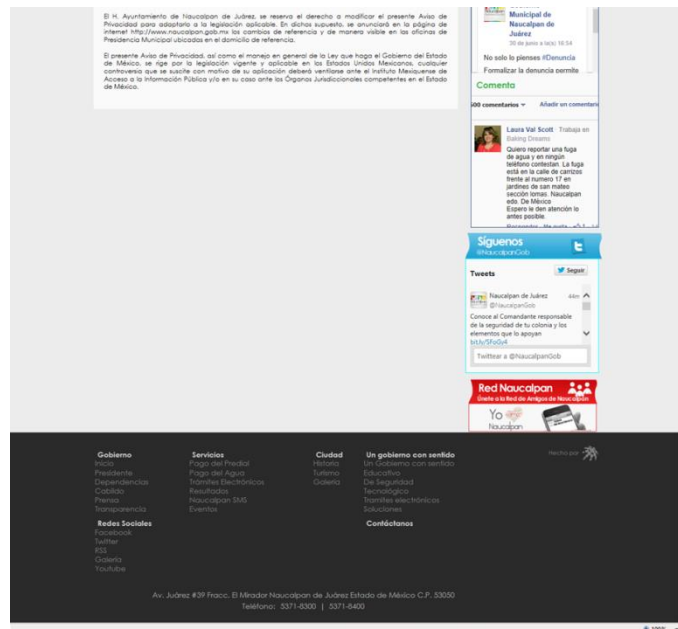 El H. Ayuntamiento de Naucalpan de Juárez, se reserva el derecho a modificar el presente Aviso de
Privacidad para adaptarlo a la legislación aplicable. En dichos supuesto, se anunciará en la página de
internet http://www.naucalpan.gob.mx los cambios de referencia y de manera visible en las oficinas de
Presidencia Municipal ubicadas en el domicilio de referencia.
El presente Aviso de Privacidad, así como el manejo en general de la Ley que haga el Gobierno del Estado
de México, se rige por la legislación vigente y aplicable en los Estados Unidos Mexicanos, cualquier
controversia que se suscite con motivo de su aplicación deberá ventilarse ante el Instituto Mexiquense de
Acceso a la Información Pública y/o en su caso ante los Órganos Jurisdiccionales competentes en el Estado
de México.
Municipal de
Naucalpan de
Juárez
30 de junio a la(s) 16:54
No solo lo pienses #Denuncia
Formalizar la denuncia permite
Comenta
500 comentarios
Añadir un comentario
Laura Val Scott · Trabaja en
Baking Dreams
Quiero reportar una fuga
de agua y en ningún
teléfono contestan. La fuga
está en la calle de carrizos
frente al numero 17 en
jardines de san mateo
sección lomas. Naucalpan
edo. De México
Espero le den atención lo
antes posible.
Síguenos
@NaucalpanGob
Tweets
Seguir
Naucalpan de Juárez 44m
@NaucalpanGob
Conoce al Comandante responsable
de la seguridad de tu colonia y los
elementos que lo apoyan
bit.ly/SFoGy4
Twittear a @NaucalpanGob
Red Naucalpan
Únete a la Red de Amigos de Naucalpan
Yo
Naucalpan
Gobierno
Inicio
Presidente
Dependencias
Cabildo
Prensa
Transparencia
Redes Sociales
Facebook
Twitter
RSS
Galería
Youtube
Servicios
Pago del Predial
Pago del Agua
Trámites Electrónicos
Resultados
Naucalpan SMS
Eventos
Ciudad
Historia
Turismo
Galería
Un gobierno con sentido
Un Gobierno con sentido
Educativo
De Seguridad
Tecnológico
Tramites electrónicos
Soluciones
Contáctanos
Hecho por
Av. Juárez #39 Fracc. El Mirador Naucalpan de Juárez Estado de México C.P. 53050
Teléfono: 5371-8300 | 5371-8400
100%